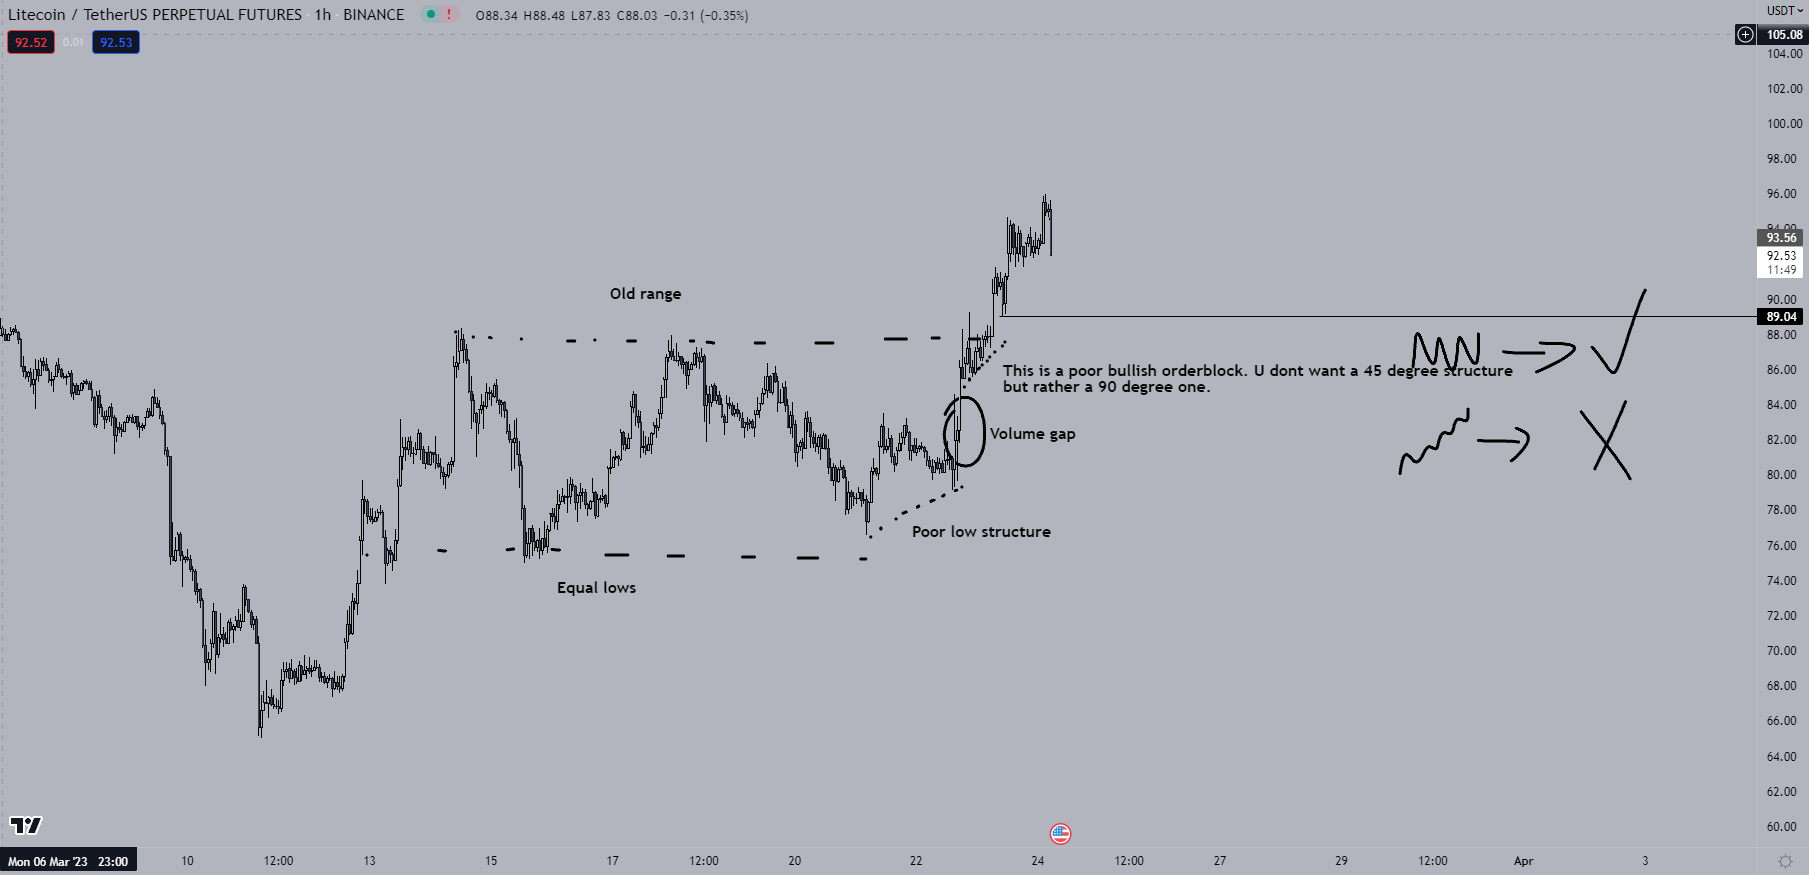 Litecoin / TetherUS PERPETUAL FUTURES · 1h · BINANCE ! O88.34 H88.48 L87.83 C88.03 −0.31 (−0.35%)
USDT
92.52 0.01 92.53
105.08
104.00
102.00
100.00
98.00
96.00
94.00
93.56
92.53
11:49
90.00
89.04
88.00
86.00
84.00
82.00
80.00
78.00
76.00
74.00
72.00
70.00
68.00
66.00
64.00
62.00
60.00
Old range
This is a poor bullish orderblock. U dont want a 45 degree structure
but rather a 90 degree one.
Volume gap
Poor low structure
Equal lows
Mon 06 Mar '23 23:00 10 12:00 13 15 17 12:00 20 22 24 12:00 27 29 12:00 Apr 3